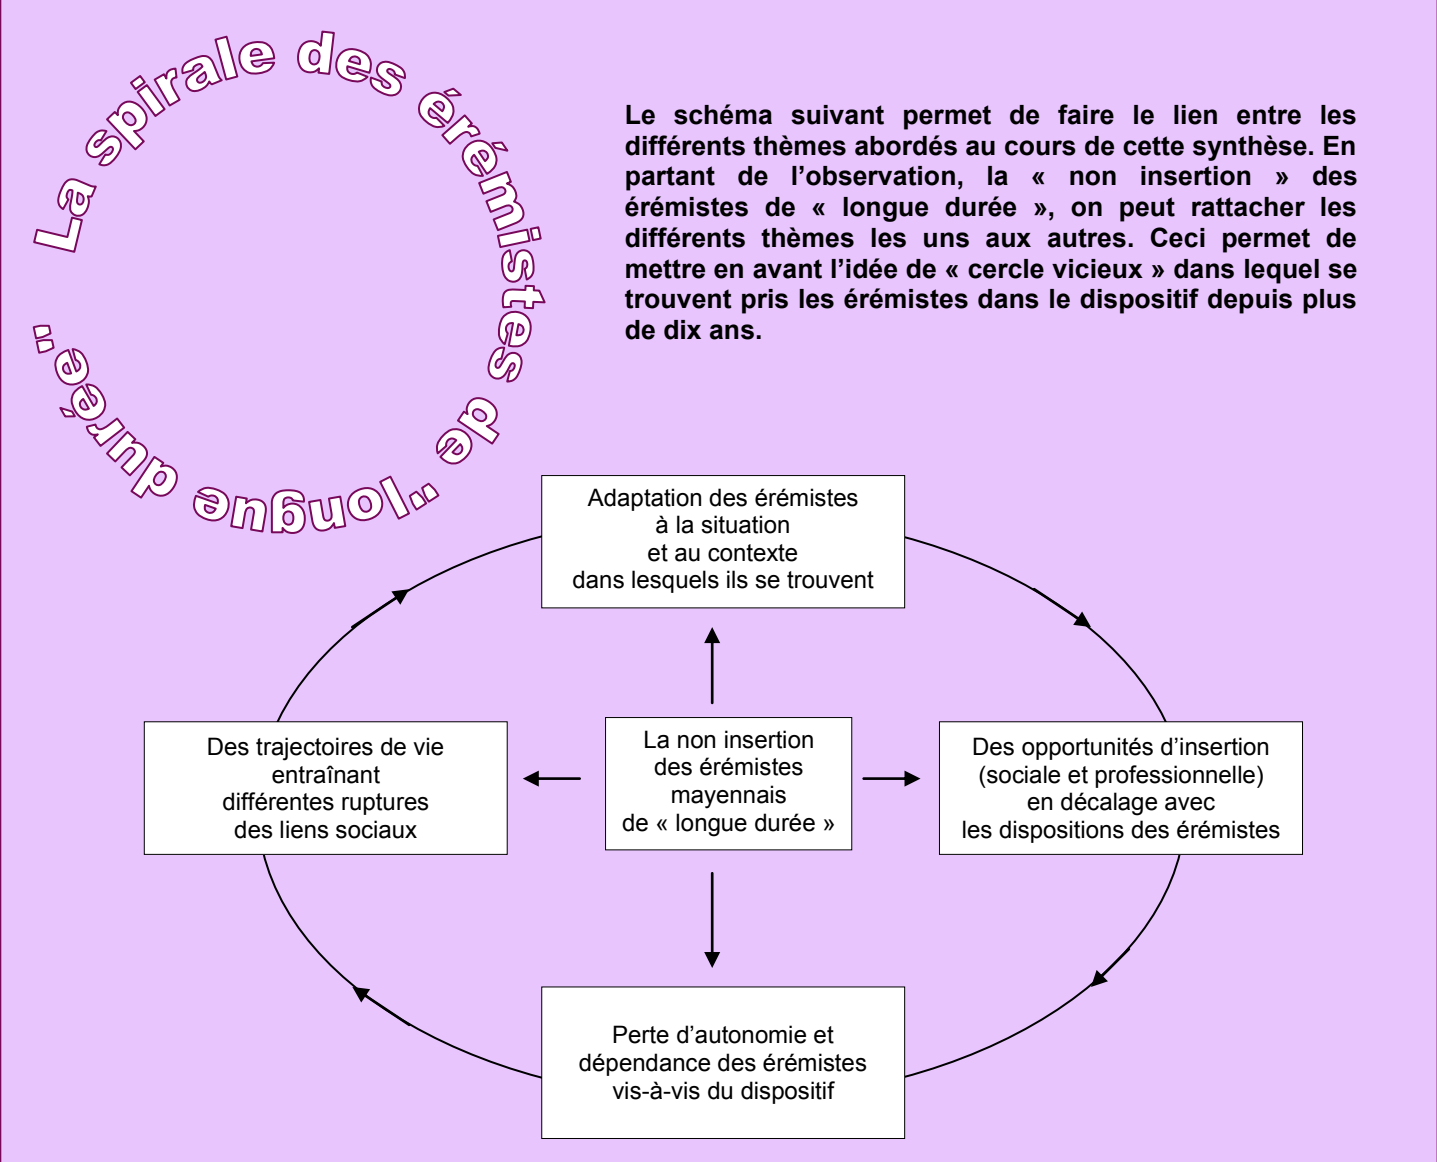 La spirale des érémistes de "longue durée"
Le schéma suivant permet de faire le lien entre les
différents thèmes abordés au cours de cette synthèse. En
partant de l’observation, la « non insertion » des
érémistes de « longue durée », on peut rattacher les
différents thèmes les uns aux autres. Ceci permet de
mettre en avant l’idée de « cercle vicieux » dans lequel se
trouvent pris les érémistes dans le dispositif depuis plus
de dix ans.
Adaptation des érémistes
à la situation
et au contexte
dans lesquels ils se trouvent
Des trajectoires de vie
entraînant
différentes ruptures
des liens sociaux
La non insertion
des érémistes
mayennais
de « longue durée »
Des opportunités d’insertion
(sociale et professionnelle)
en décalage avec
les dispositions des érémistes
Perte d’autonomie et
dépendance des érémistes
vis-à-vis du dispositif